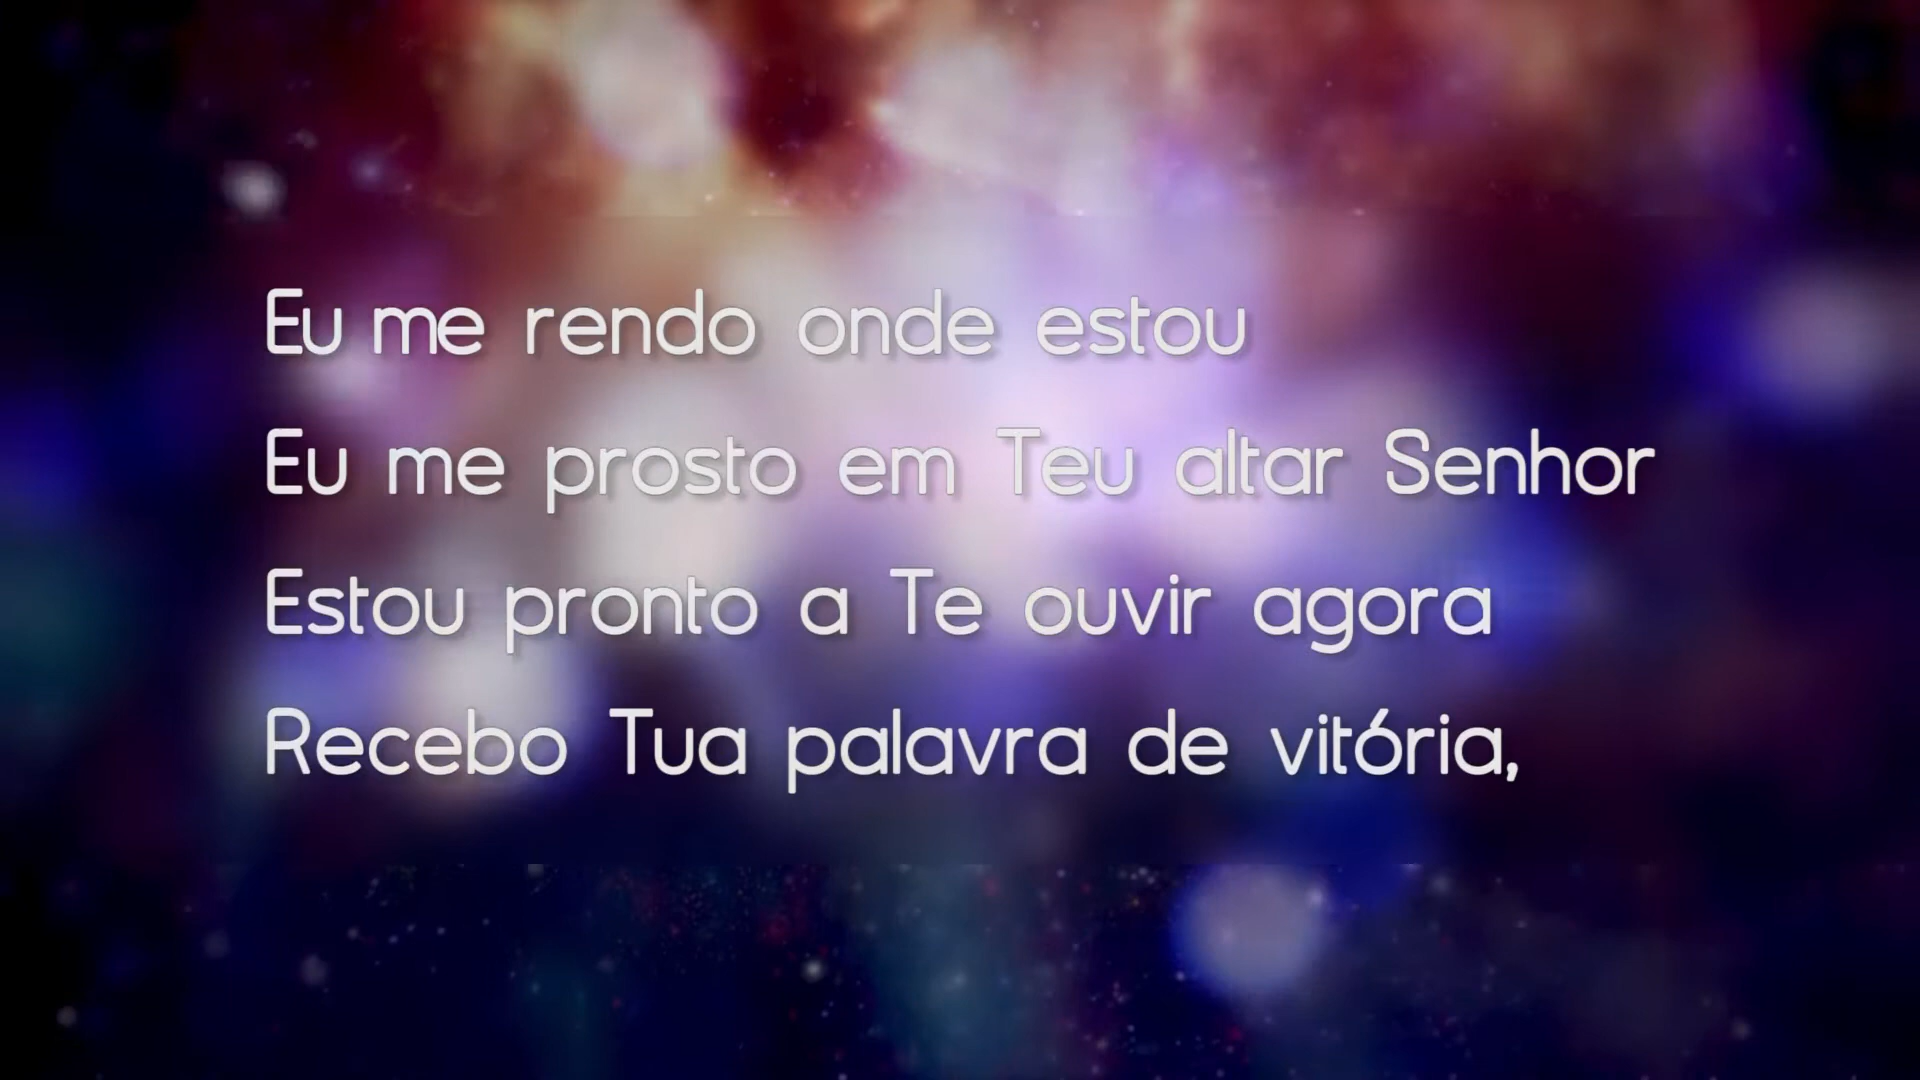 Eu me rendo onde estou
Eu me prosto em Teu altar Senhor
Estou pronto a Te ouvir agora
Recebo Tua palavra de vitória,